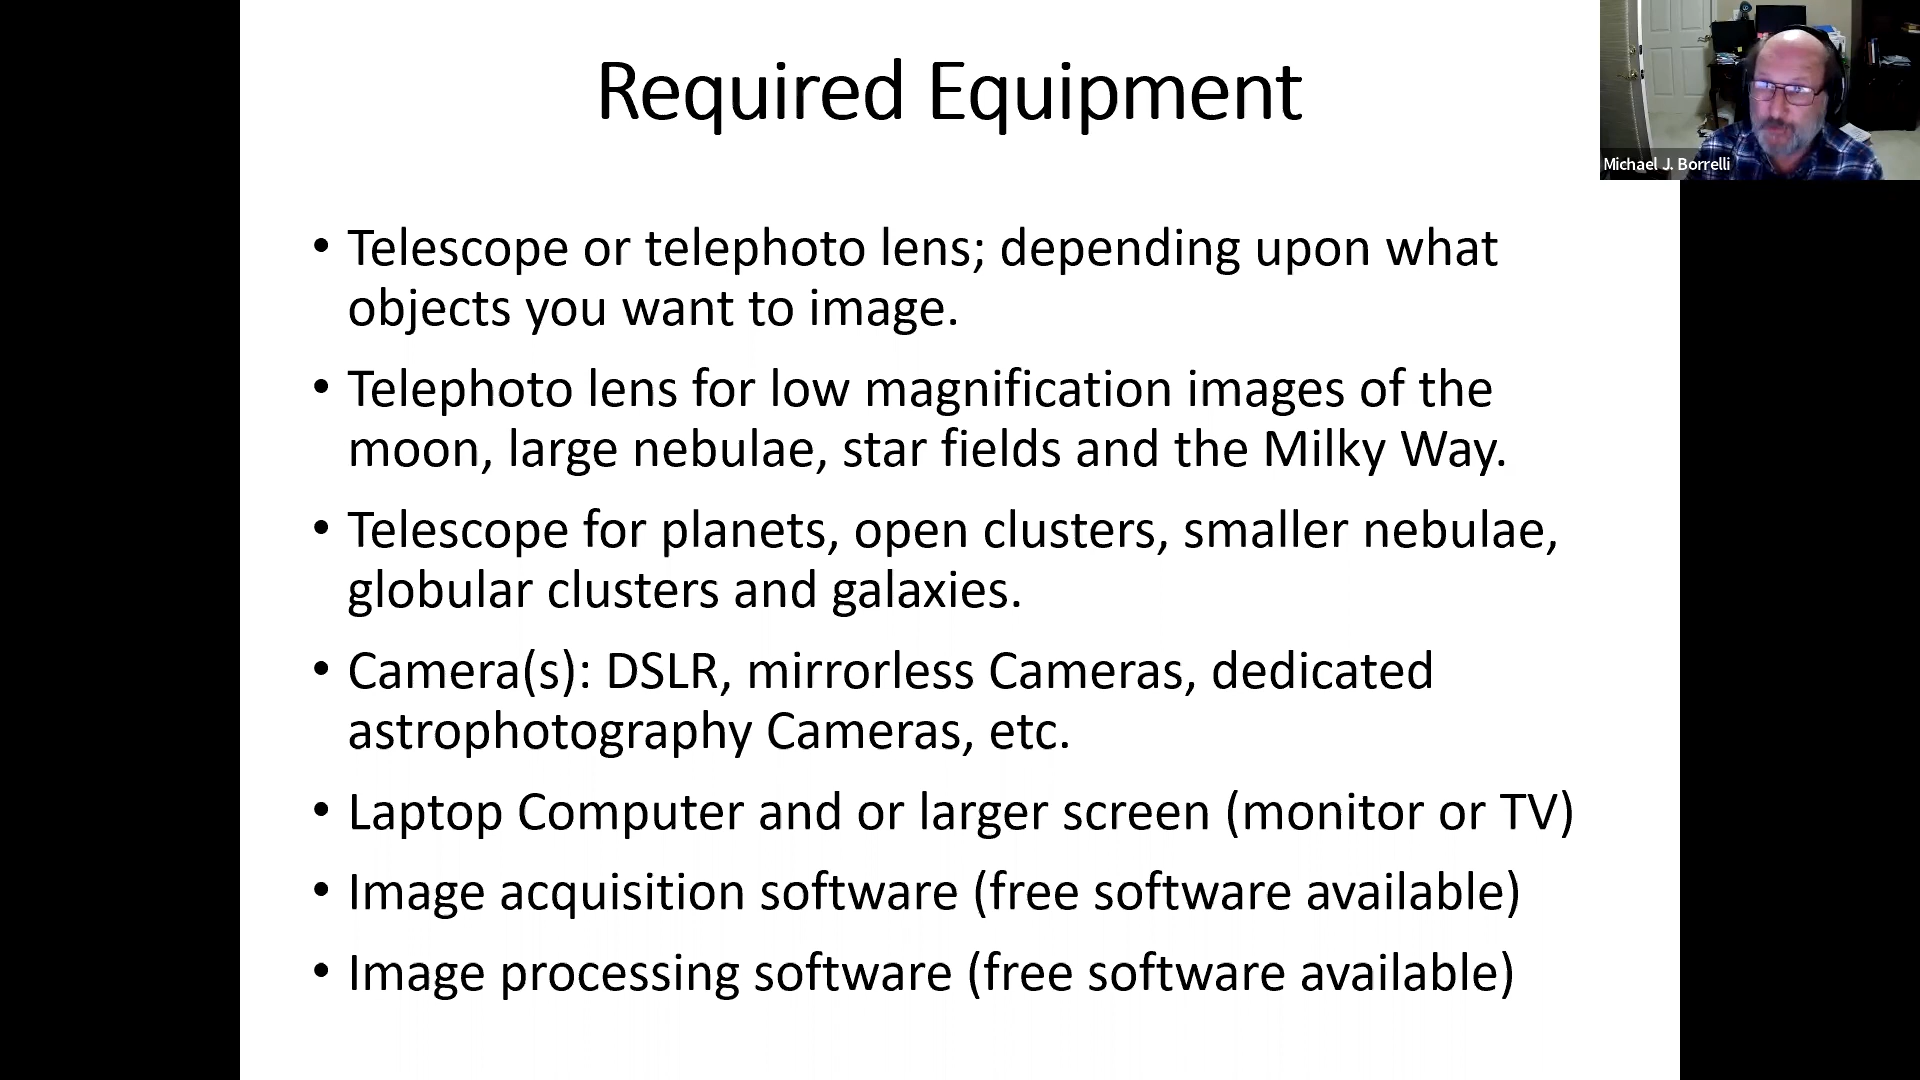 Required Equipment
Michael J. Borrelli
• Telescope or telephoto lens; depending upon what
objects you want to image.
• Telephoto lens for low magnification images of the
moon, large nebulae, star fields and the Milky Way.
• Telescope for planets, open clusters, smaller nebulae,
globular clusters and galaxies.
• Camera(s): DSLR, mirrorless Cameras, dedicated
astrophotography Cameras, etc.
• Laptop Computer and or larger screen (monitor or TV)
• Image acquisition software (free software available)
• Image processing software (free software available)